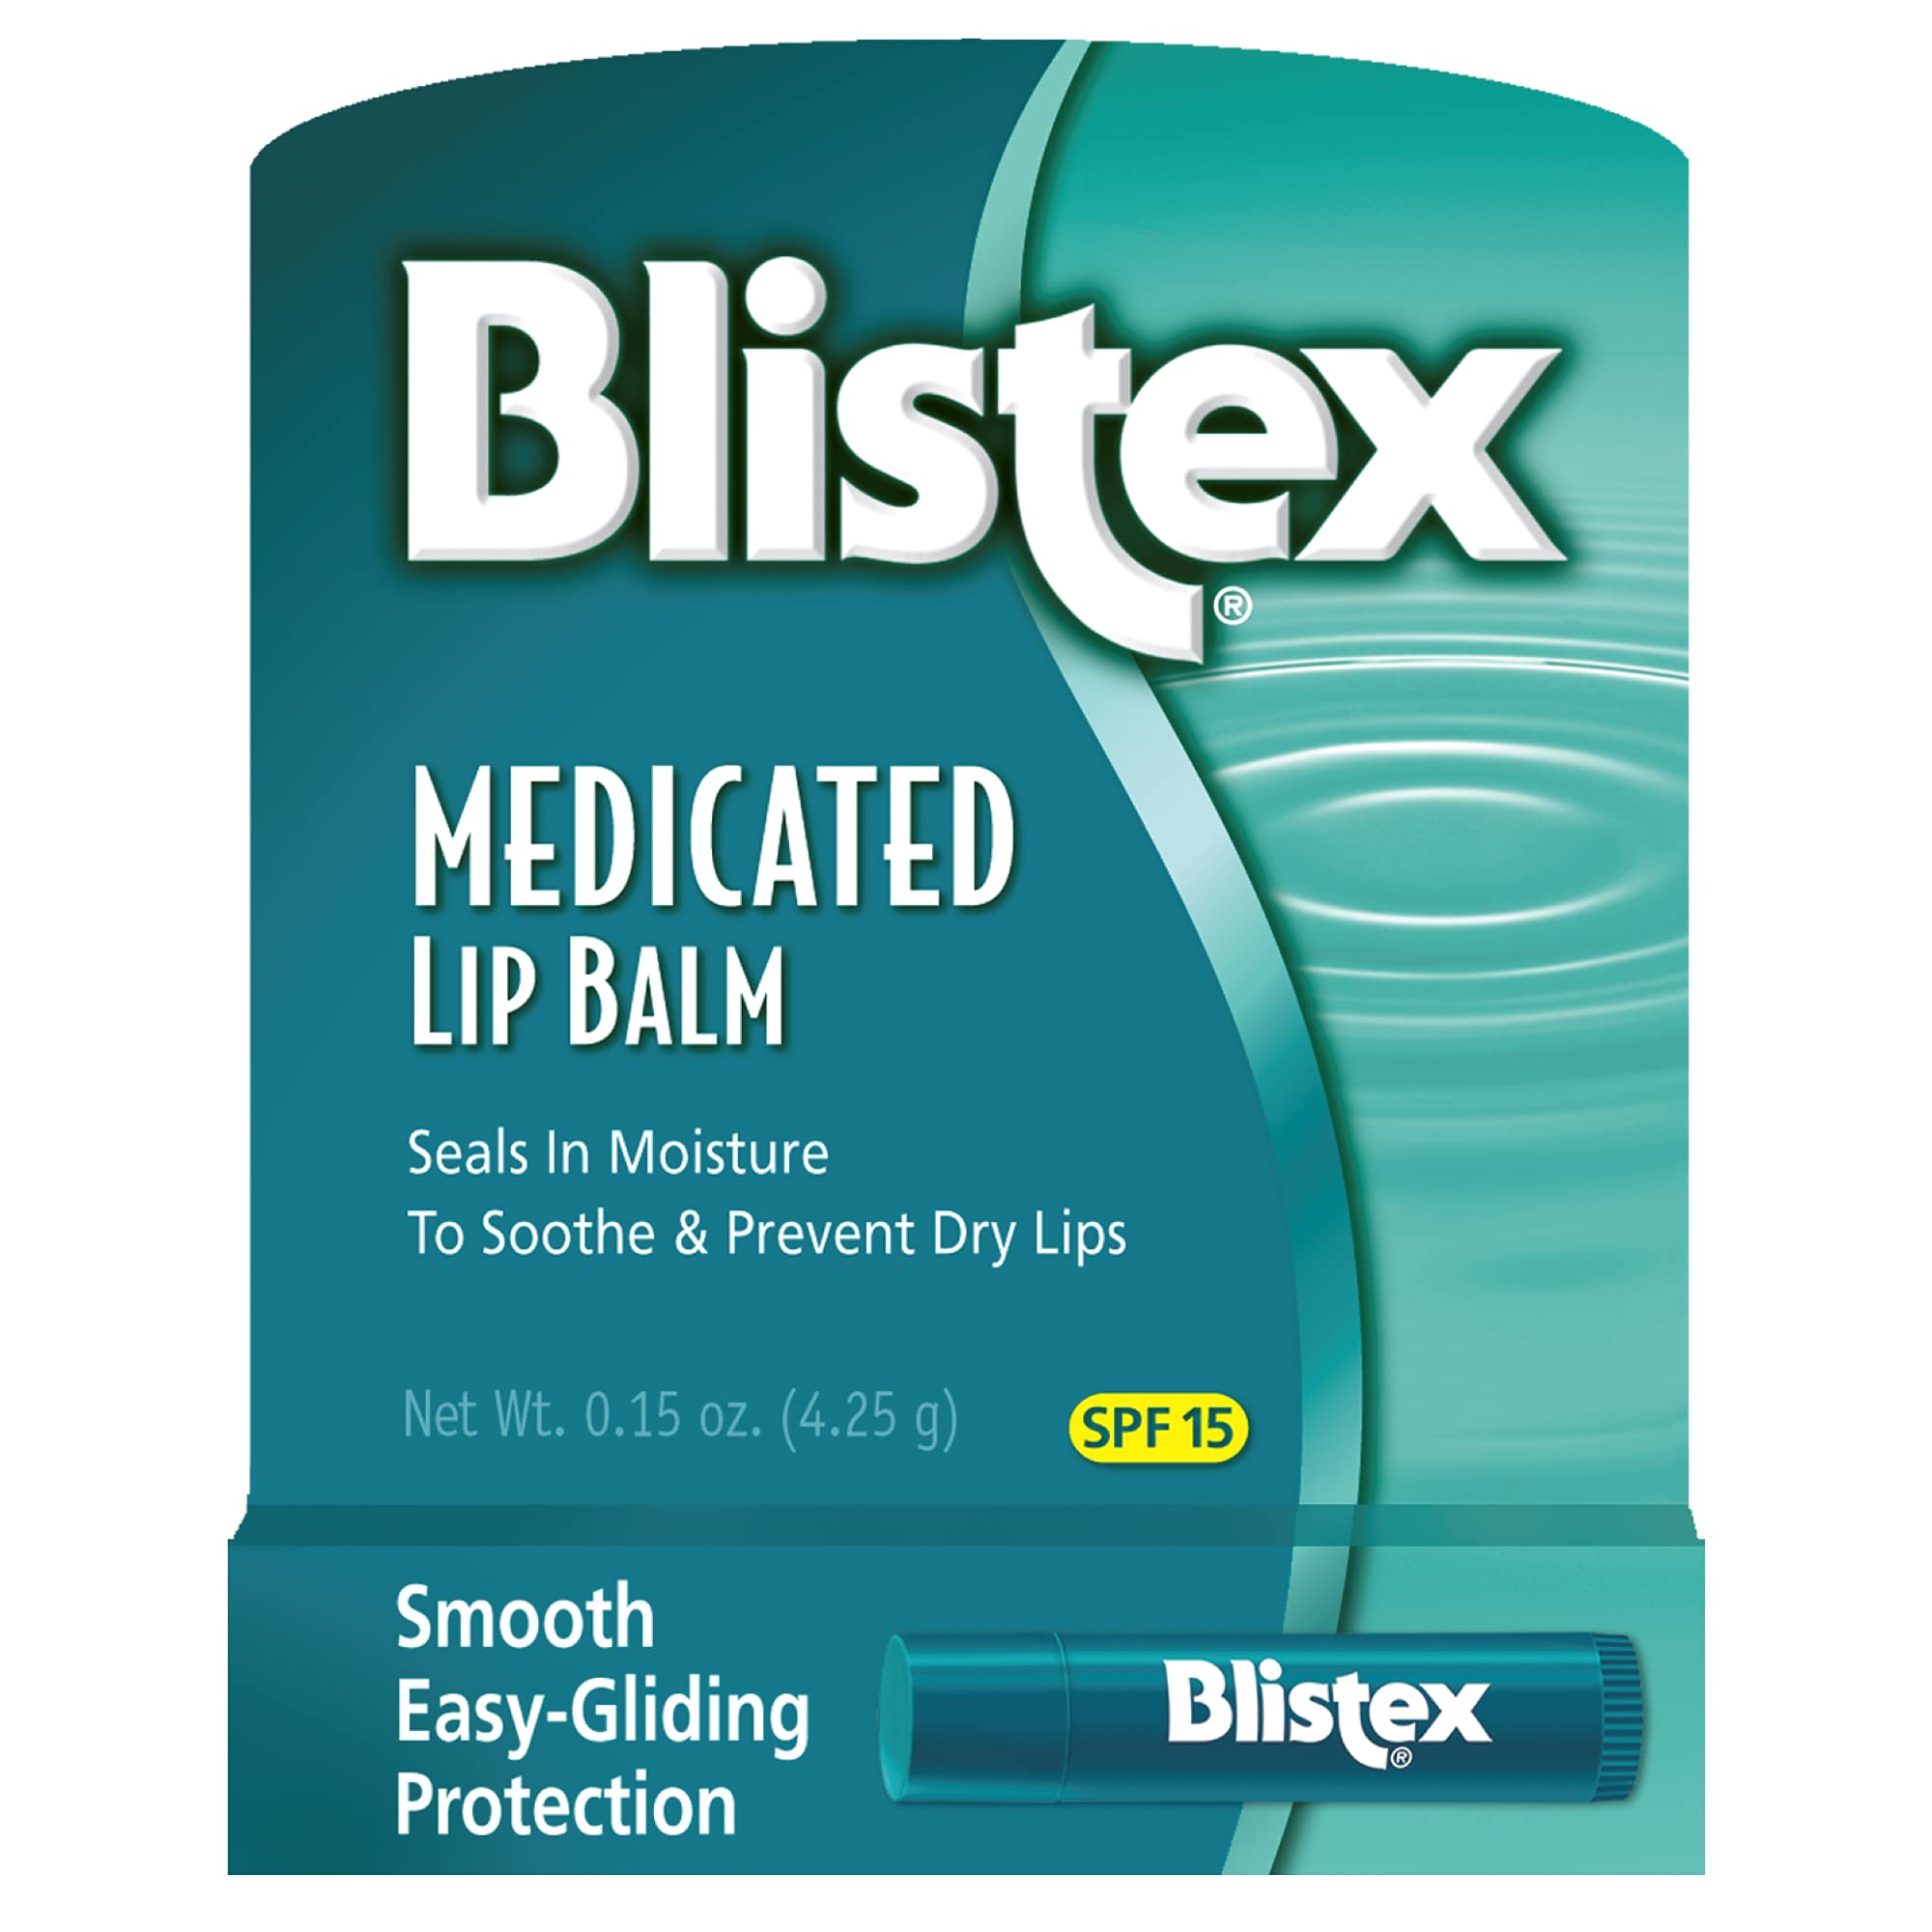 Blistex®
MEDICATED
LIP BALM
Seals In Moisture
To Soothe & Prevent Dry Lips
Net Wt. 0.15 oz. (4.25 g)
SPF 15
Smooth
Easy-Gliding
Protection
Blistex®